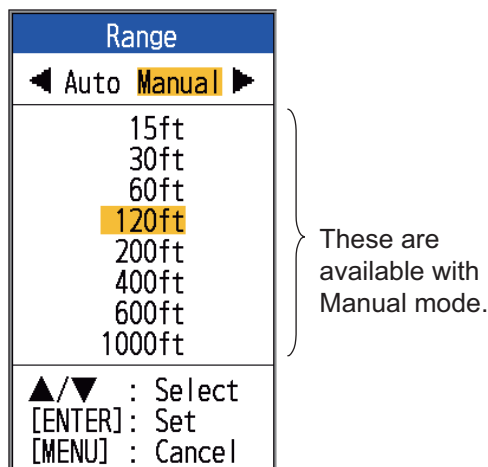 Range
◀ Auto Manual ▶
15ft
30ft
60ft
120ft
200ft
400ft
600ft
1000ft
These are
available with
Manual mode.
▲/▼ : Select
[ENTER]: Set
[MENU] : Cancel